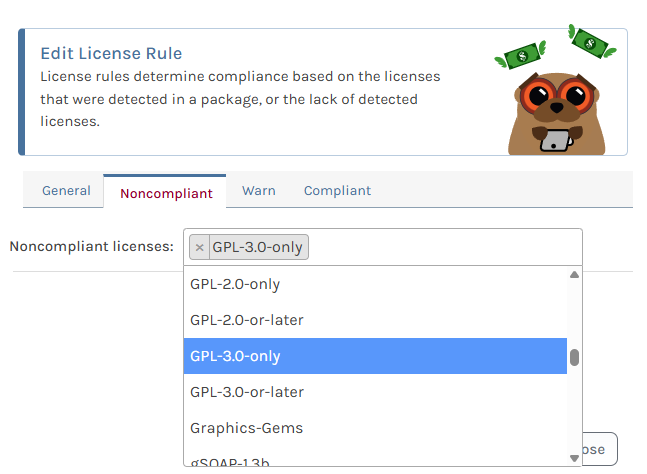 Edit License Rule
License rules determine compliance based on the licenses
that were detected in a package, or the lack of detected
licenses.
General Noncompliant Warn Compliant
Noncompliant licenses: × GPL-3.0-only
GPL-2.0-only
GPL-2.0-or-later
GPL-3.0-only
GPL-3.0-or-later
Graphics-Gems
gSOAP-1.3b